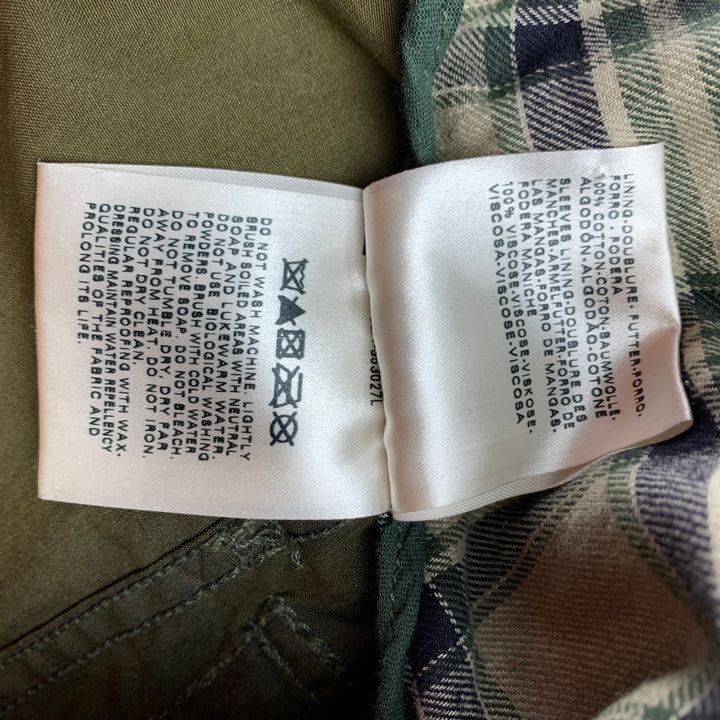 DO NOT WASH MACHINE. LIGHTLY
BRUSH SOILED AREAS WITH NEUTRAL
SOAP AND LUKEWARM WATER.
DO NOT USE BIOLOGICAL WASHING
POWDERS. BRUSH WITH COLD WATER
TO REMOVE SOAP. DO NOT BLEACH.
DO NOT TUMBLE DRY. DRY FAR
AWAY FROM HEAT. DO NOT IRON.
DO NOT DRY CLEAN.
REGULAR REPROOFING WITH WAX-
DRESSING MAINTAIN WATER REPELLENCY
QUALITIES OF THE FABRIC AND
PROLONG ITS LIFE.
LINING-DOUBLURE- FUTTER-FORRO-
FORRO- FODERA
100% COTTON-COTON-BAUMWOLLE-
ALGODÓN-ALGODÃO-COTONE
SLEEVES LINING-DOUBLURE DES
MANCHES-ARMELFUTTER-FORRO DE
LAS MANGAS-FORRO DE MANGAS-
FODERA MANICHE
100% VISCOSE-VISCOSE-VISKOSE-
VISCOSA-VISCOSE-VISCOSA